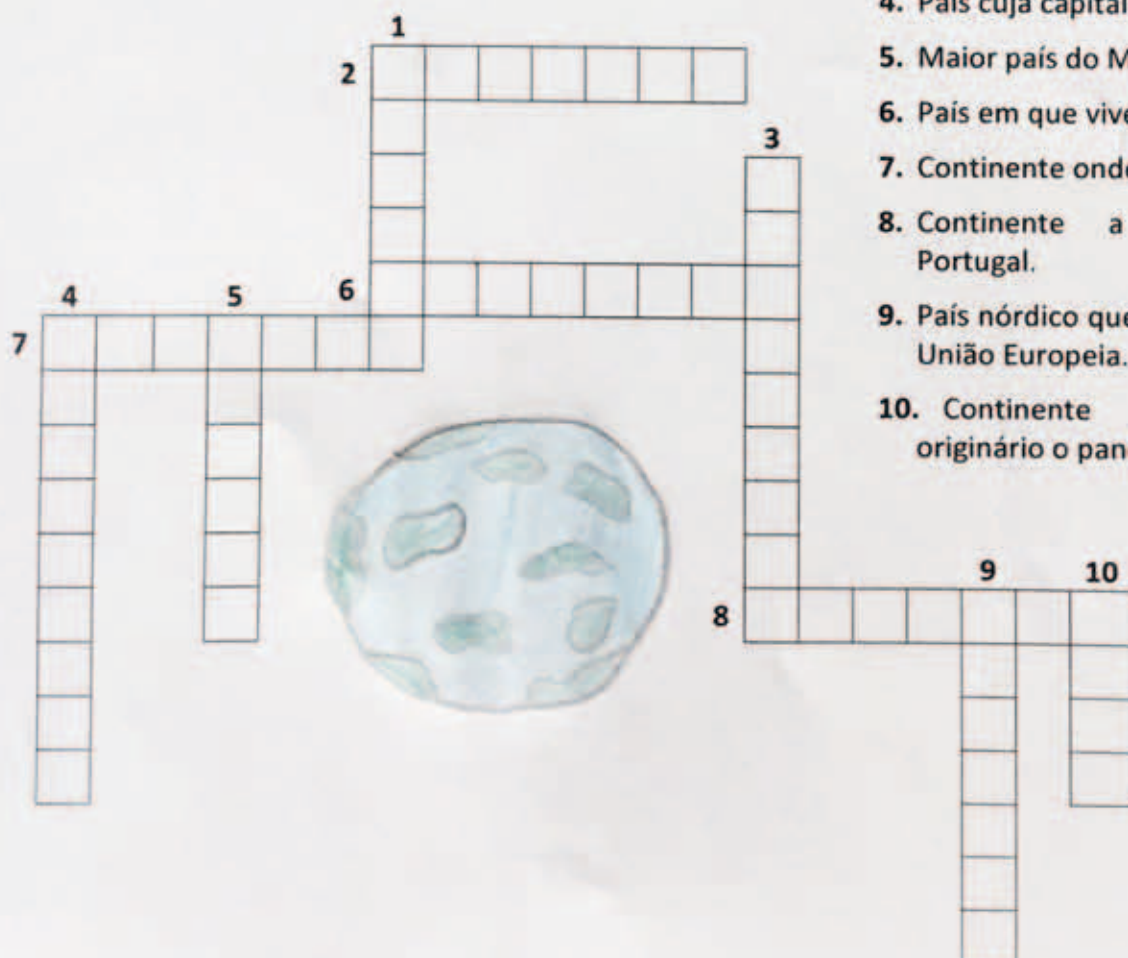 4. País cuja capital
5. Maior país do M
6. País em que vive
7. Continente onde
8. Continente a
Portugal.
9. País nórdico que
União Europeia.
10. Continente
originário o pan
1
2
3
4 5 6
7
9 10
8